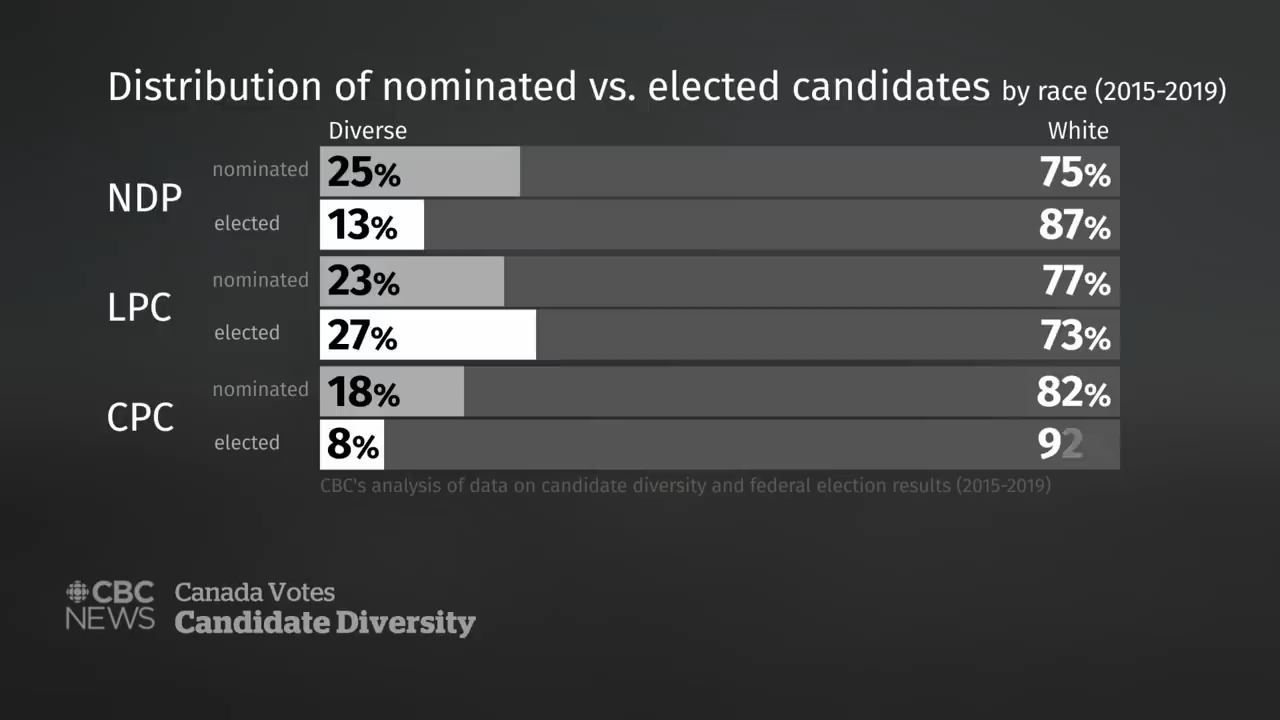 Distribution of nominated vs. elected candidates by race (2015-2019)
Diverse White
NDP
nominated 25% 75%
elected 13% 87%
LPC
nominated 23% 77%
elected 27% 73%
CPC
nominated 18% 82%
elected 8% 92
CBC's analysis of data on candidate diversity and federal election results (2015-2019)
CBC
NEWS
Canada Votes
Candidate Diversity